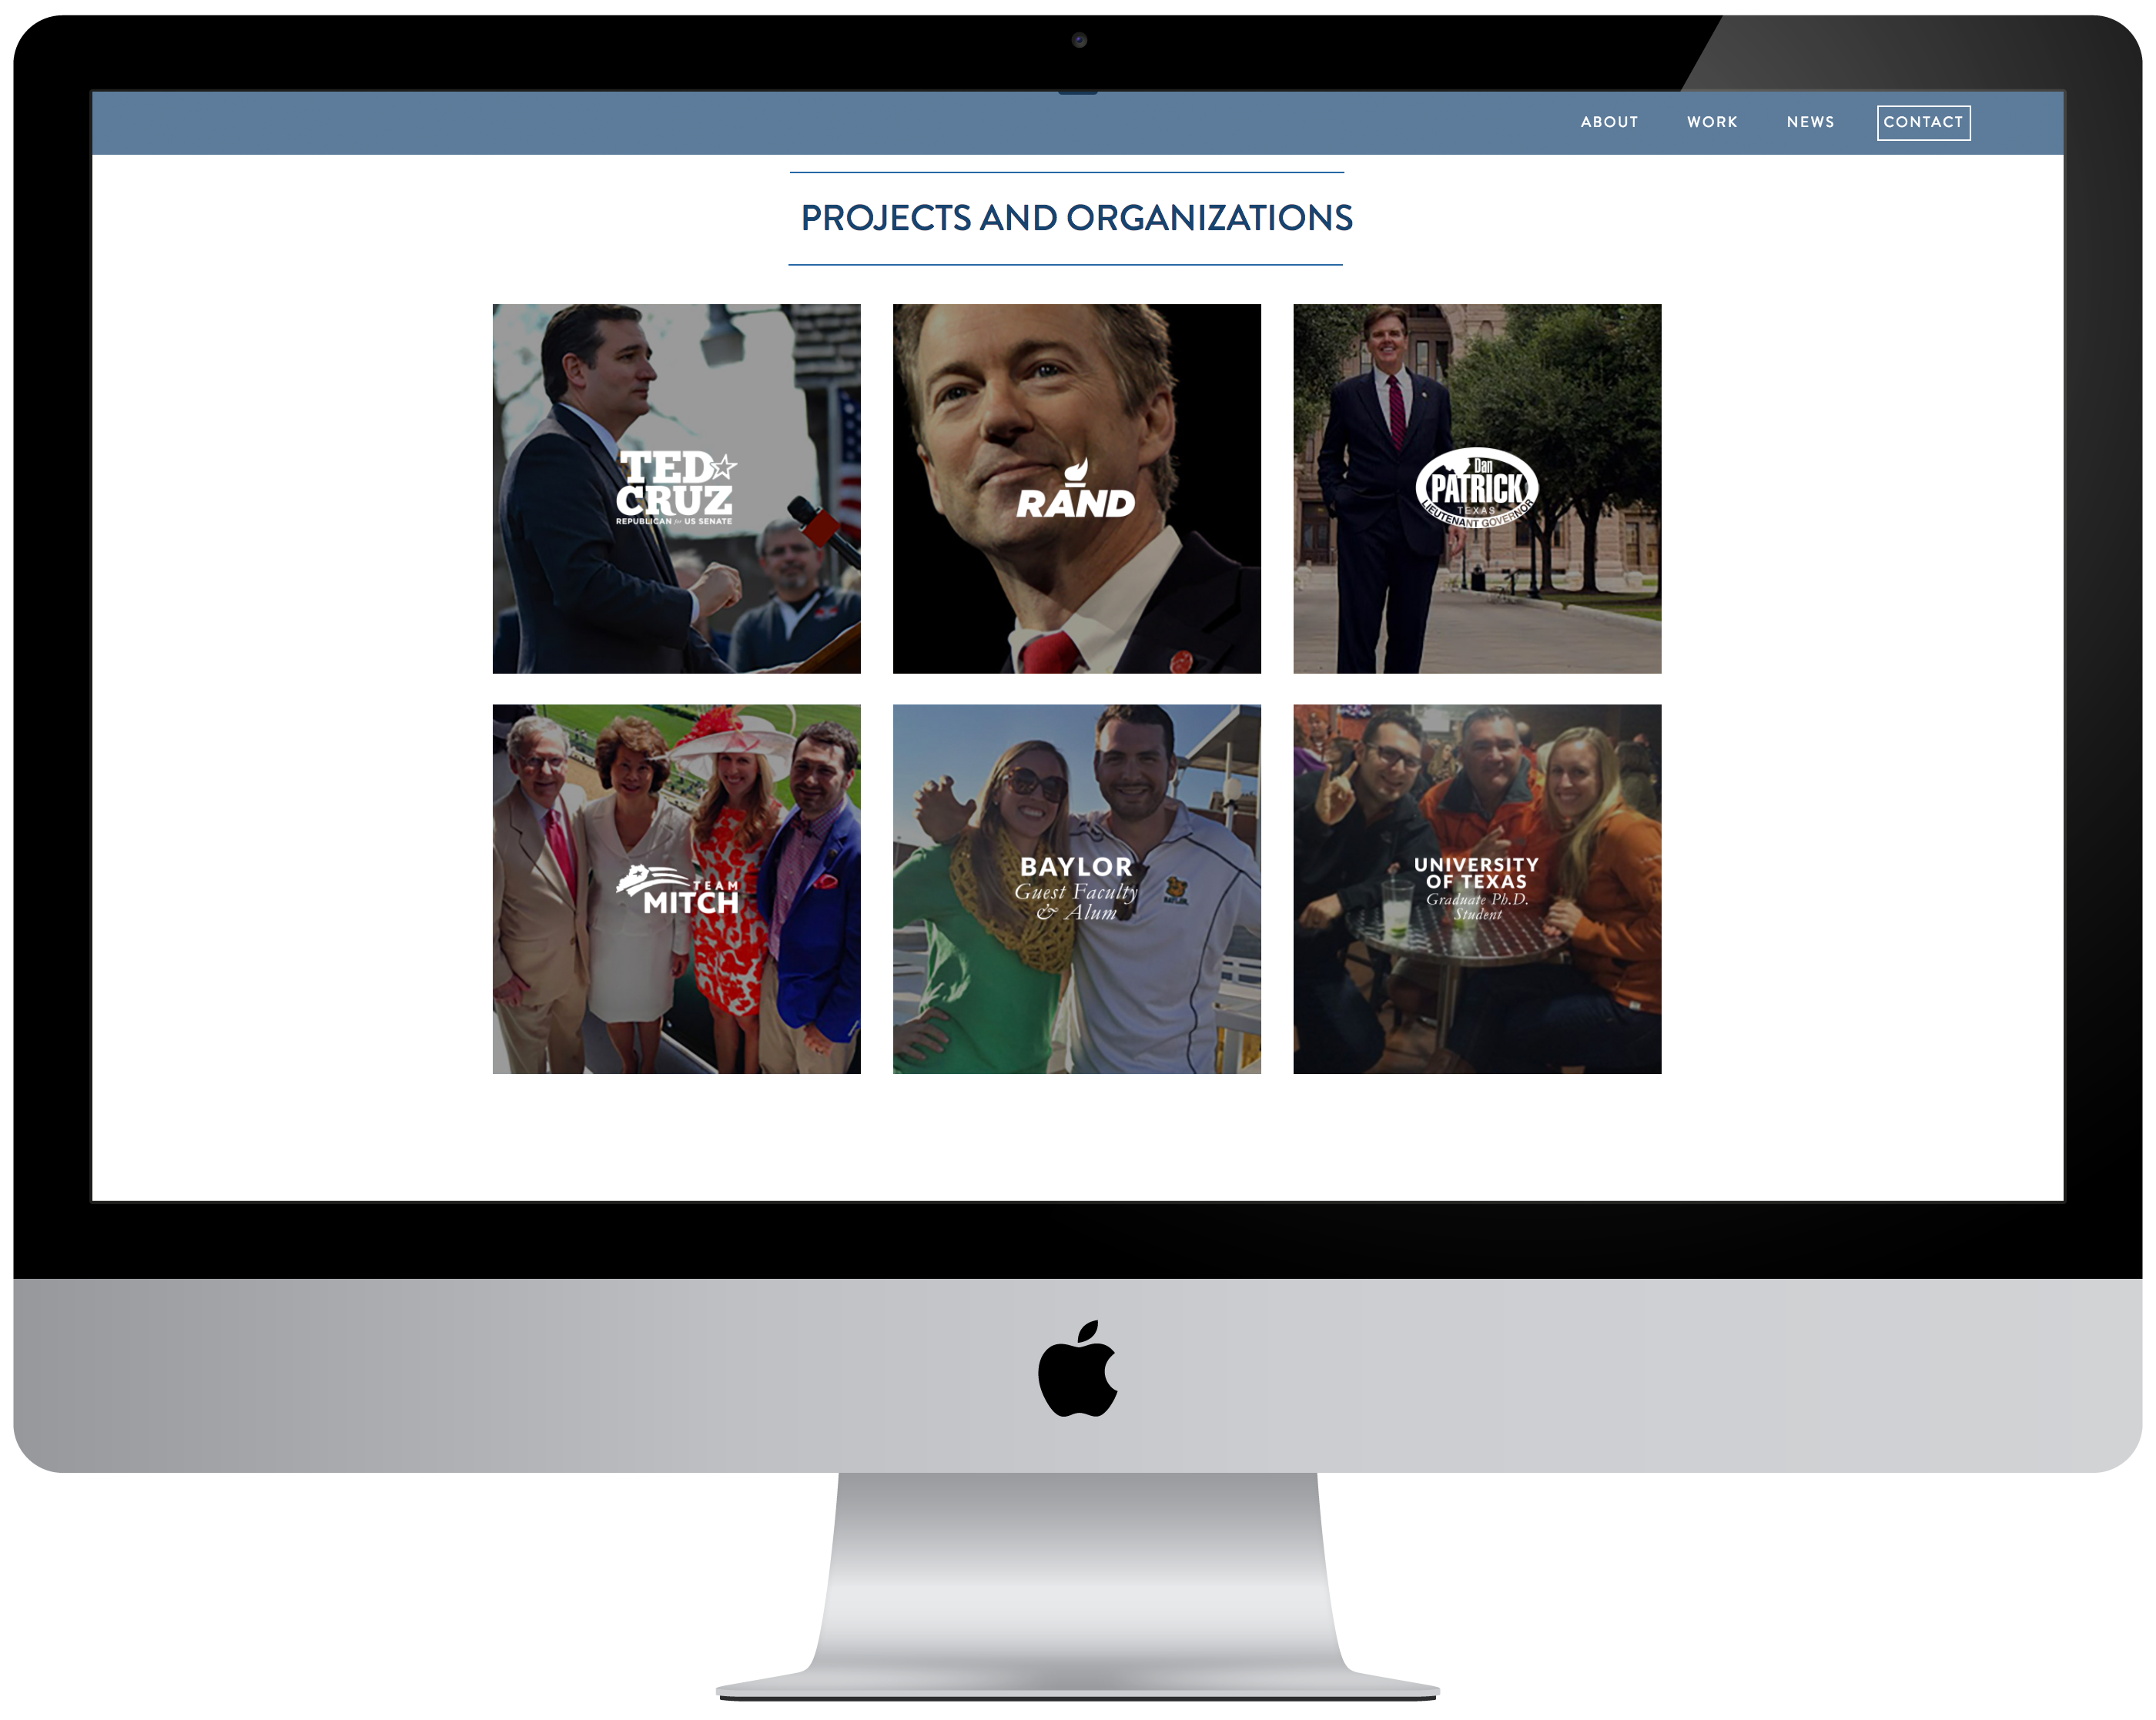 ABOUT WORK NEWS CONTACT
PROJECTS AND ORGANIZATIONS
TED
CRUZ
REPUBLICAN for US SENATE
RAND
Dan
PATRICK
TEXAS
LIEUTENANT GOVERNOR
TEAM
MITCH
BAYLOR
Guest Faculty
& Alum
BAYLOR
UNIVERSITY
OF TEXAS
Graduate Ph.D.
Student